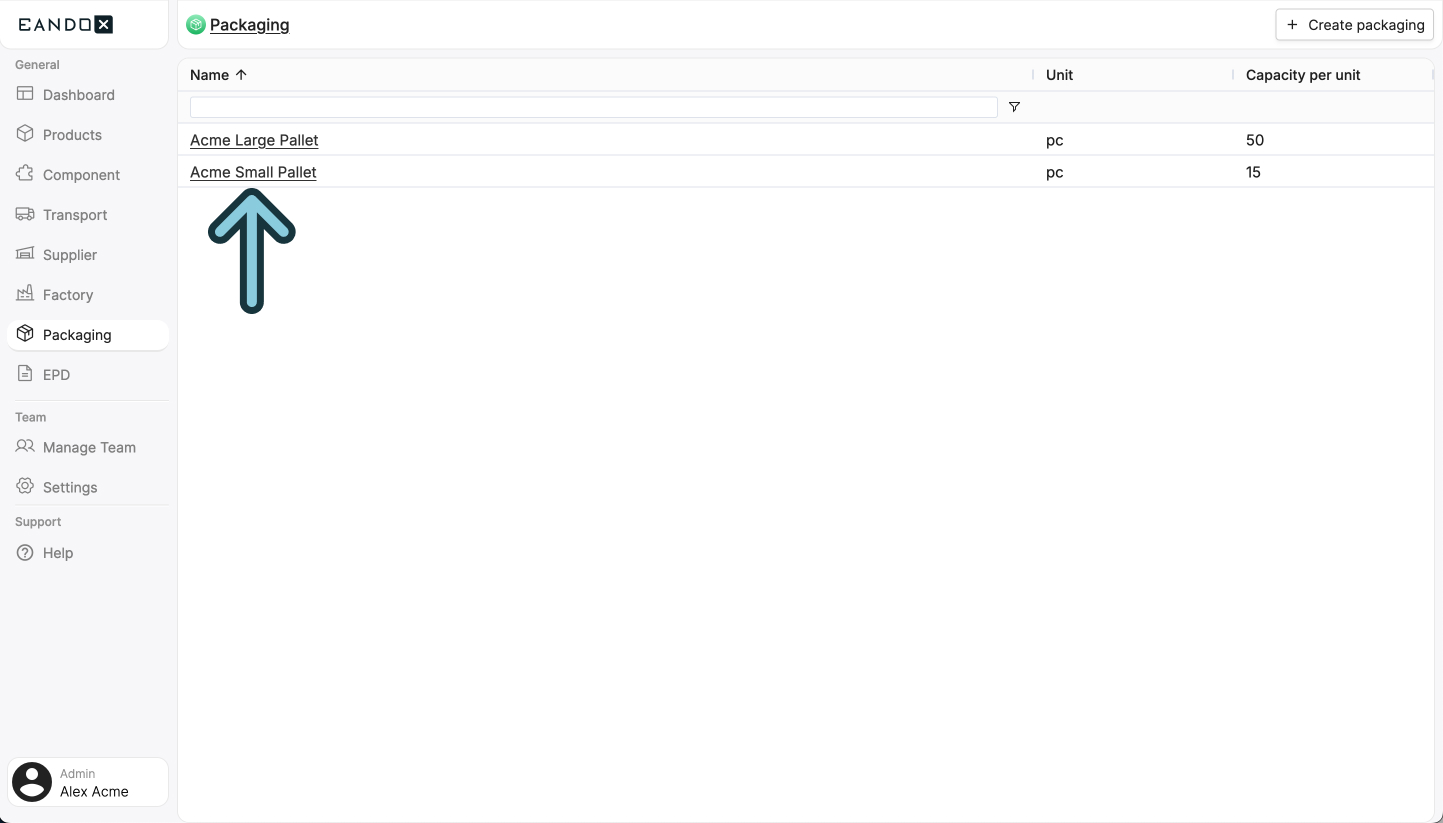 EANDOX
Packaging
+ Create packaging
General
Dashboard
Products
Component
Transport
Supplier
Factory
Packaging
EPD
Team
Manage Team
Settings
Support
Help
Admin
Alex Acme
Name ↑ Unit Capacity per unit
Acme Large Pallet pc 50
Acme Small Pallet pc 15